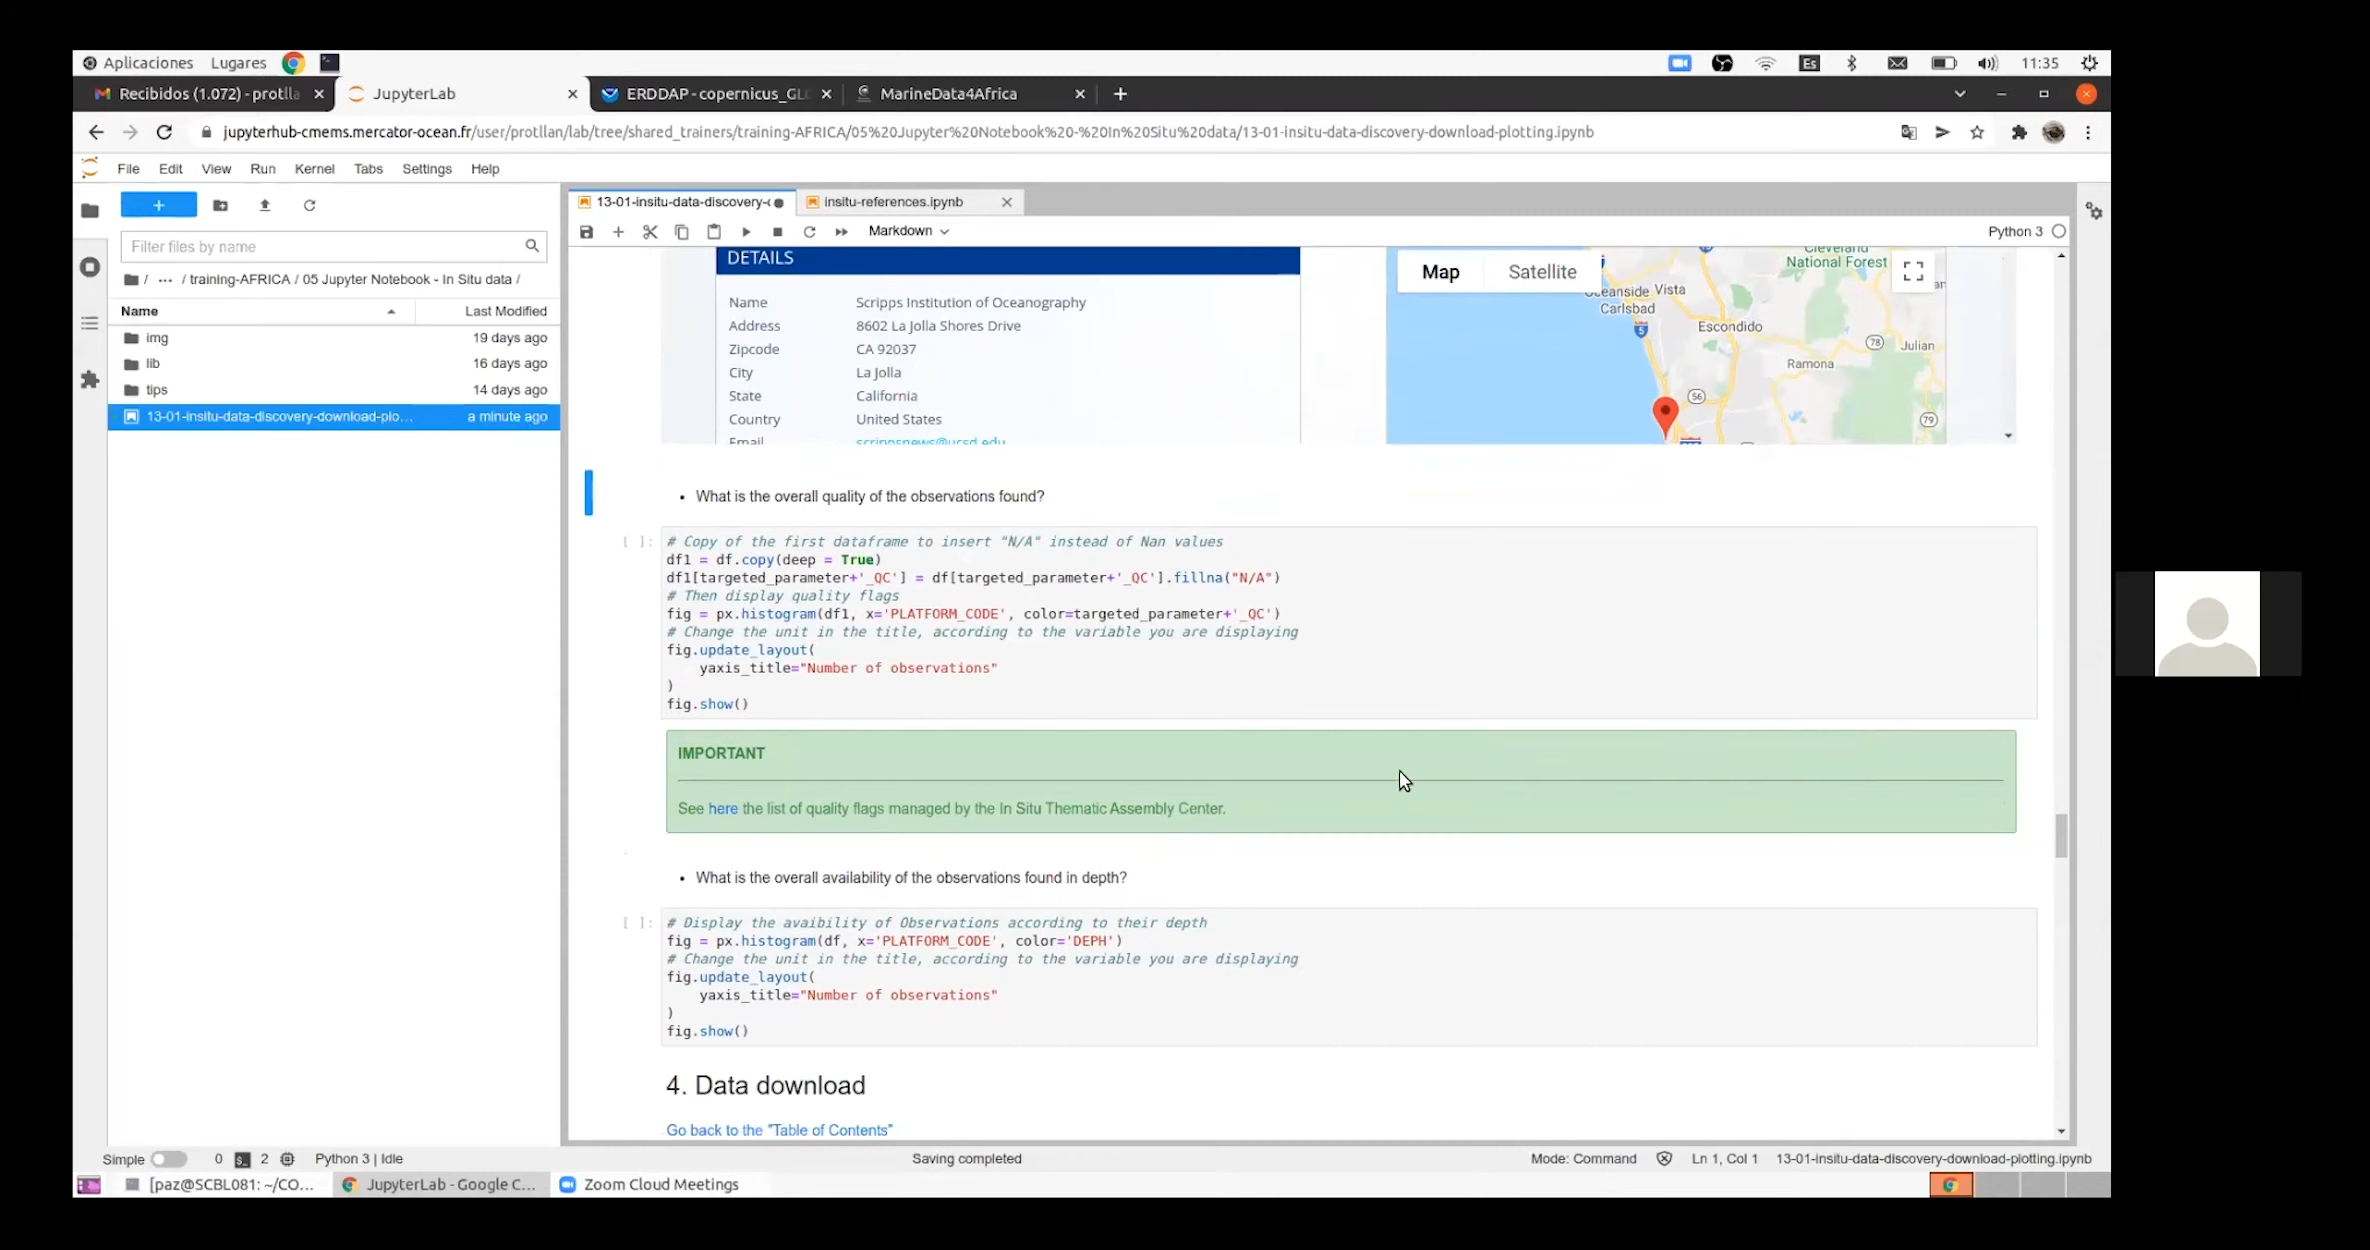 Aplicaciones Lugares Es 11:35
Recibidos (1.072) - protlla JupyterLab ERDDAP - copernicus_GLO MarineData4Africa
jupyterhub-cmems.mercator-ocean.fr/user/protllan/lab/tree/shared_trainers/training-AFRICA/05%20Jupyter%20Notebook%20-%20In%20Situ%20data/13-01-insitu-data-discovery-download-plotting.ipynb
File Edit View Run Kernel Tabs Settings Help
13-01-insitu-data-discovery-c insitu-references.ipynb
Markdown Python 3
Filter files by name
/ ··· / training-AFRICA / 05 Jupyter Notebook - In Situ data /
Name Last Modified
img 19 days ago
lib 16 days ago
tips 14 days ago
13-01-insitu-data-discovery-download-plo... a minute ago
DETAILS
Name Scripps Institution of Oceanography
Address 8602 La Jolla Shores Drive
Zipcode CA 92037
City La Jolla
State California
Country United States
Email scrippsnews@ucsd.edu
Map Satellite
Cleveland
National Forest
Oceanside Vista
Carlsbad
5
Escondido
78
Julian
Ramona
56
79
• What is the overall quality of the observations found?
[ ]: # Copy of the first dataframe to insert "N/A" instead of Nan values
df1 = df.copy(deep = True)
df1[targeted_parameter+'_QC'] = df[targeted_parameter+'_QC'].fillna("N/A")
# Then display quality flags
fig = px.histogram(df1, x='PLATFORM_CODE', color=targeted_parameter+'_QC')
# Change the unit in the title, according to the variable you are displaying
fig.update_layout(
yaxis_title="Number of observations"
)
fig.show()
IMPORTANT
See here the list of quality flags managed by the In Situ Thematic Assembly Center.
• What is the overall availability of the observations found in depth?
[ ]: # Display the avaibility of Observations according to their depth
fig = px.histogram(df, x='PLATFORM_CODE', color='DEPH')
# Change the unit in the title, according to the variable you are displaying
fig.update_layout(
yaxis_title="Number of observations"
)
fig.show()
4. Data download
Go back to the "Table of Contents"
Simple 0 2 Python 3 | Idle Saving completed Mode: Command Ln 1, Col 1 13-01-insitu-data-discovery-download-plotting.ipynb
[paz@SCBL081: ~/CO... JupyterLab - Google C... Zoom Cloud Meetings